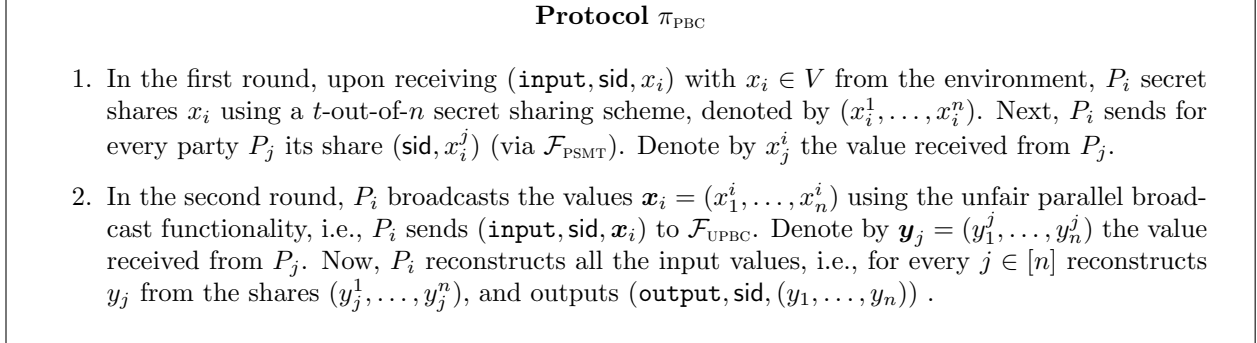 Protocol π_PBC
1. In the first round, upon receiving (input, sid, x_i) with x_i ∈ V from the environment, P_i secret
shares x_i using a t-out-of-n secret sharing scheme, denoted by (x_i^1, . . . , x_i^n). Next, P_i sends for
every party P_j its share (sid, x_i^j) (via F_PSMT). Denote by x_j^i the value received from P_j.
2. In the second round, P_i broadcasts the values 𝒙_i = (x_1^i, . . . , x_n^i) using the unfair parallel broad-
cast functionality, i.e., P_i sends (input, sid, 𝒙_i) to F_UPBC. Denote by 𝒚_j = (y_1^j, . . . , y_n^j) the value
received from P_j. Now, P_i reconstructs all the input values, i.e., for every j ∈ [n] reconstructs
y_j from the shares (y_j^1, . . . , y_j^n), and outputs (output, sid, (y_1, . . . , y_n)) .